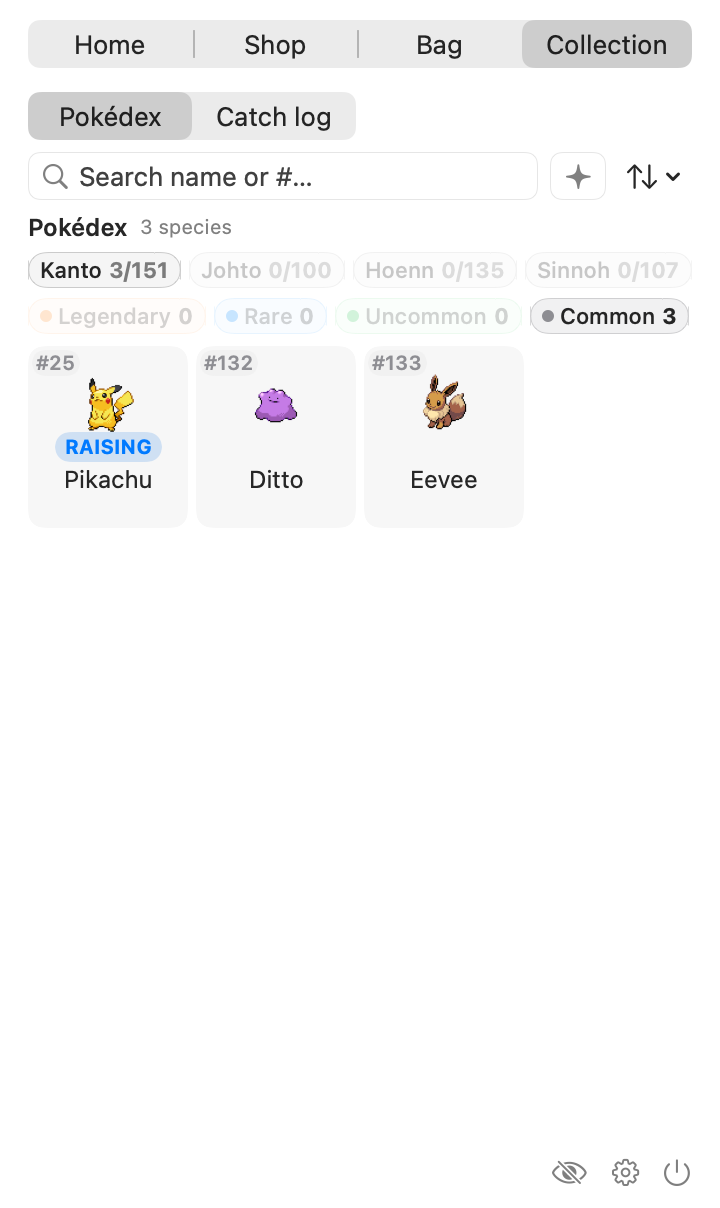 Home Shop Bag Collection
Pokédex Catch log
Search name or #...
Pokédex 3 species
Kanto 3/151 Johto 0/100 Hoenn 0/135 Sinnoh 0/107
Legendary 0 Rare 0 Uncommon 0 Common 3
#25 #132 #133
RAISING
Pikachu Ditto Eevee